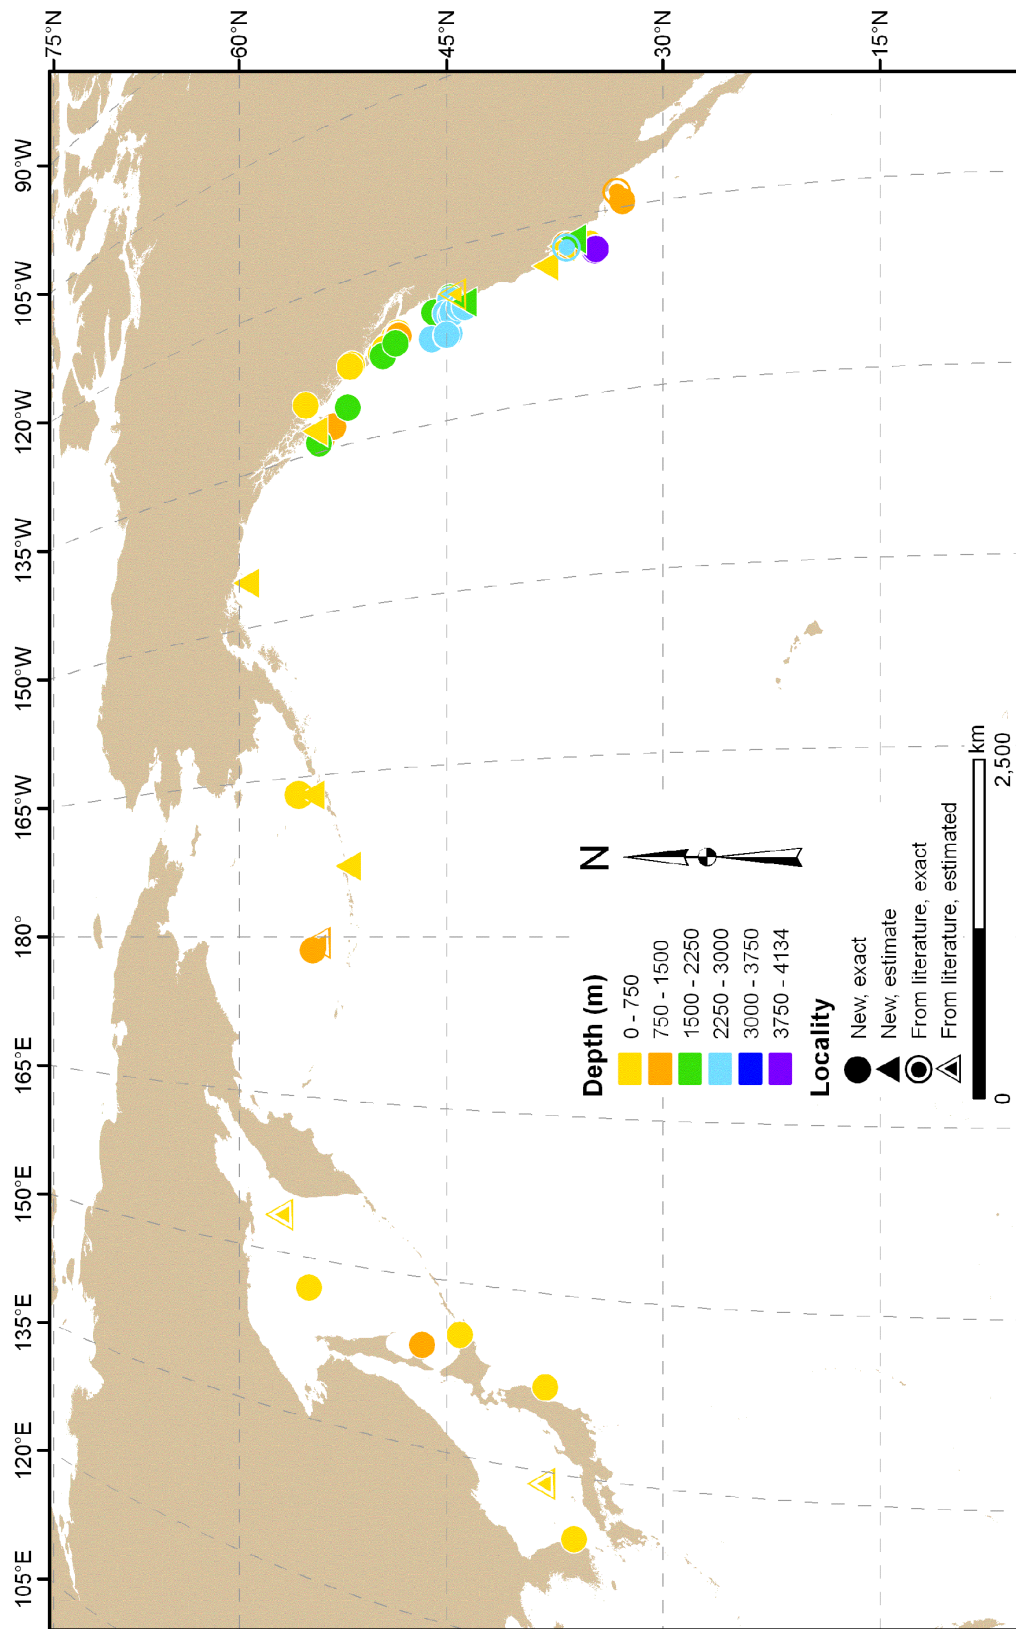 105°E
120°E
135°E
150°E
165°E
180°
165°W
150°W
135°W
120°W
105°W
90°W
75°N
60°N
45°N
30°N
15°N
N
Depth (m)
0 - 750
750 - 1500
1500 - 2250
2250 - 3000
3000 - 3750
3750 - 4134
Locality
New, exact
New, estimate
From literature, exact
From literature, estimated
km
0
2,500